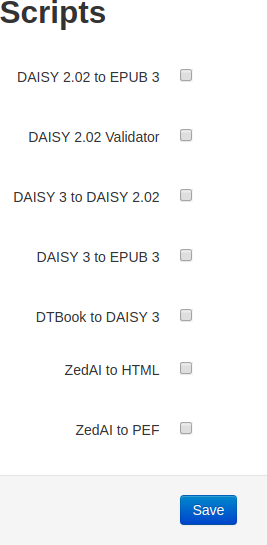 Scripts
DAISY 2.02 to EPUB 3
DAISY 2.02 Validator
DAISY 3 to DAISY 2.02
DAISY 3 to EPUB 3
DTBook to DAISY 3
ZedAI to HTML
ZedAI to PEF
Save